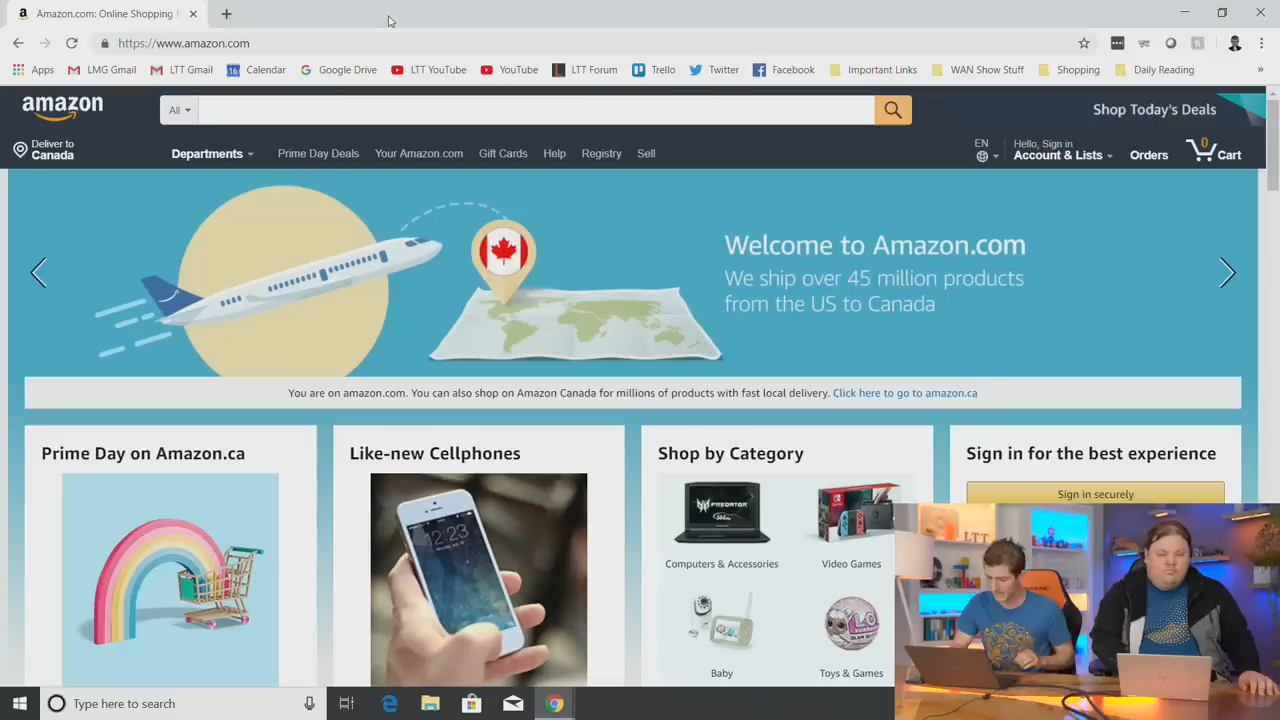 Amazon.com: Online Shopping f
https://www.amazon.com
Apps LMG Gmail LTT Gmail 16 Calendar Google Drive LTT YouTube YouTube LTT Forum Trello Twitter Facebook Important Links WAN Show Stuff Shopping Daily Reading »
amazon All Shop Today's Deals
Deliver to
Canada
Departments Prime Day Deals Your Amazon.com Gift Cards Help Registry Sell
EN
Hello, Sign in
Account & Lists Orders 0 Cart
Welcome to Amazon.com
We ship over 45 million products
from the US to Canada
You are on amazon.com. You can also shop on Amazon Canada for millions of products with fast local delivery. Click here to go to amazon.ca
Prime Day on Amazon.ca
Like-new Cellphones
12:23
Shop by Category
PREDATOR
Computers & Accessories
Video Games
Baby
Toys & Games
Sign in for the best experience
Sign in securely
LTT
Type here to search